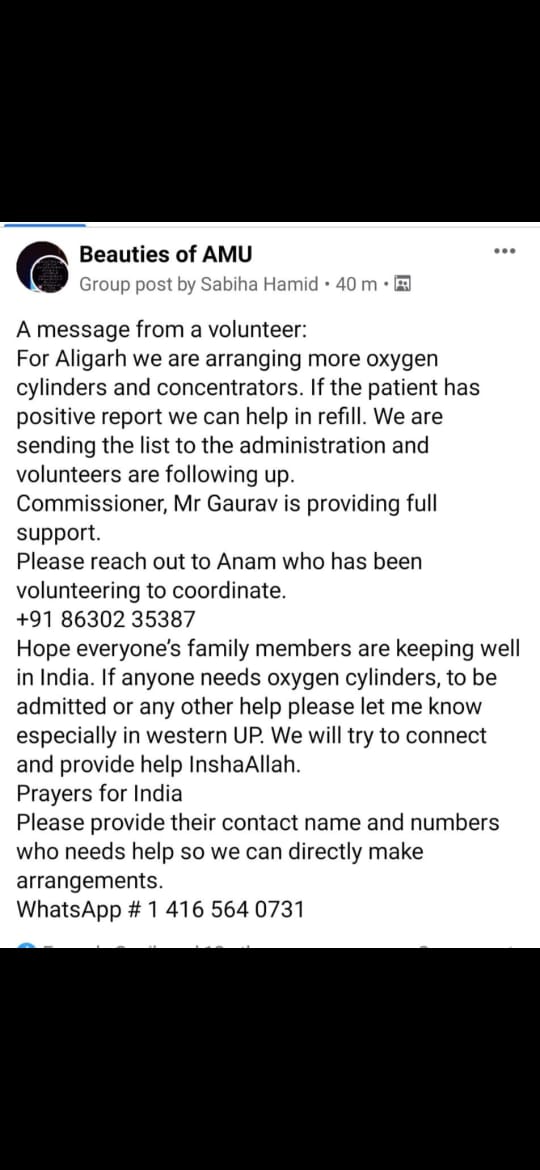 Beauties of AMU
Group post by Sabiha Hamid • 40 m •
A message from a volunteer:
For Aligarh we are arranging more oxygen
cylinders and concentrators. If the patient has
positive report we can help in refill. We are
sending the list to the administration and
volunteers are following up.
Commissioner, Mr Gaurav is providing full
support.
Please reach out to Anam who has been
volunteering to coordinate.
+91 86302 35387
Hope everyone’s family members are keeping well
in India. If anyone needs oxygen cylinders, to be
admitted or any other help please let me know
especially in western UP. We will try to connect
and provide help InshaAllah.
Prayers for India
Please provide their contact name and numbers
who needs help so we can directly make
arrangements.
WhatsApp # 1 416 564 0731